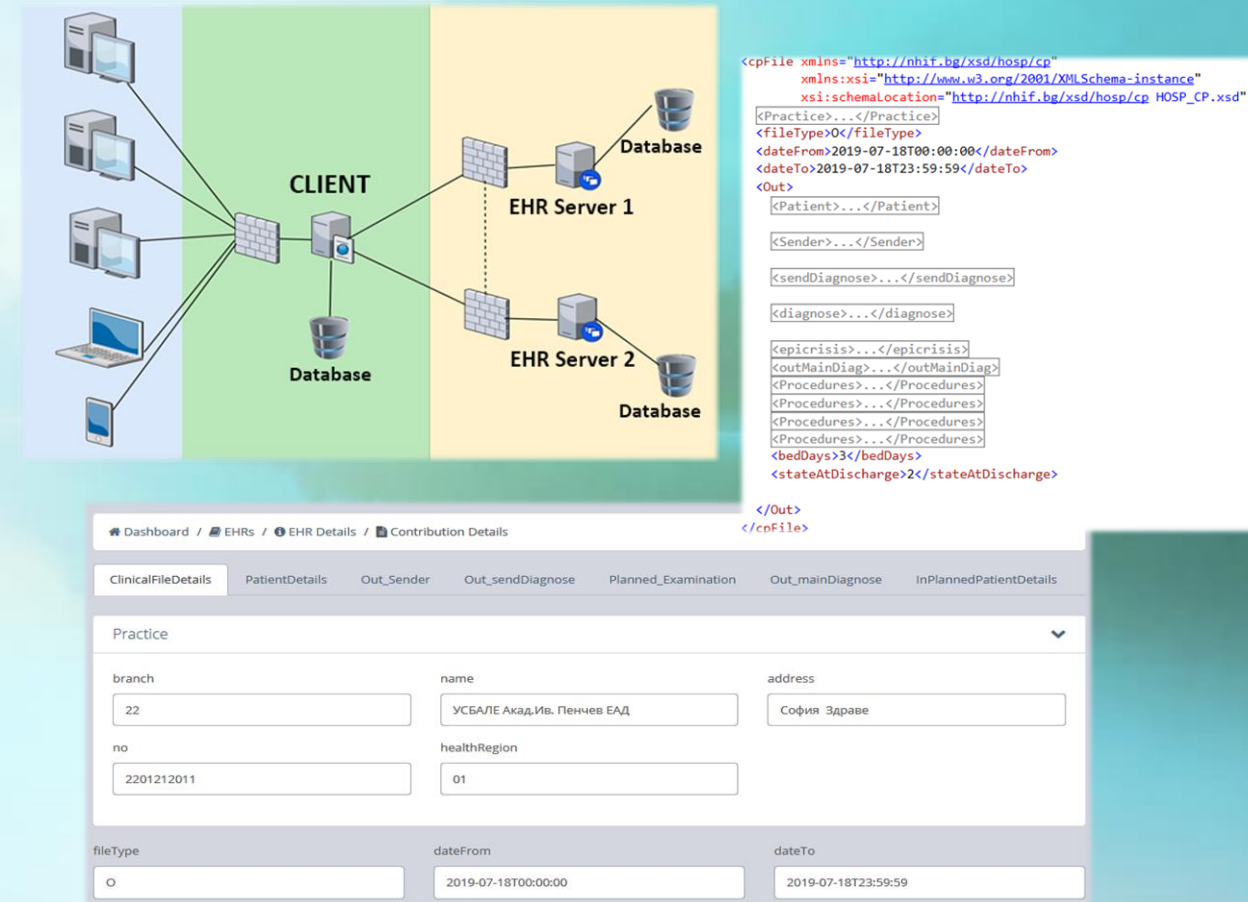 CLIENT
Database
EHR Server 1
Database
EHR Server 2
Database
<cpFile xmlns="http://nhif.bg/xsd/hosp/cp"
xmlns:xsi="http://www.w3.org/2001/XMLSchema-instance"
xsi:schemaLocation="http://nhif.bg/xsd/hosp/cp HOSP_CP.xsd"
<Practice>...</Practice>
<fileType>O</fileType>
<dateFrom>2019-07-18T00:00:00</dateFrom>
<dateTo>2019-07-18T23:59:59</dateTo>
<Out>
<Patient>...</Patient>
<Sender>...</Sender>
<sendDiagnose>...</sendDiagnose>
<diagnose>...</diagnose>
<epicrisis>...</epicrisis>
<outMainDiag>...</outMainDiag>
<Procedures>...</Procedures>
<Procedures>...</Procedures>
<Procedures>...</Procedures>
<Procedures>...</Procedures>
<bedDays>3</bedDays>
<stateAtDischarge>2</stateAtDischarge>
</Out>
</cpFile>
Dashboard / EHRs / EHR Details / Contribution Details
ClinicalFileDetails PatientDetails Out_Sender Out_sendDiagnose Planned_Examination Out_mainDiagnose InPlannedPatientDetails
Practice
branch name address
22 УСБАЛЕ Акад.Ив. Пенчев ЕАД София Здраве
no healthRegion
2201212011 01
fileType dateFrom dateTo
O 2019-07-18T00:00:00 2019-07-18T23:59:59